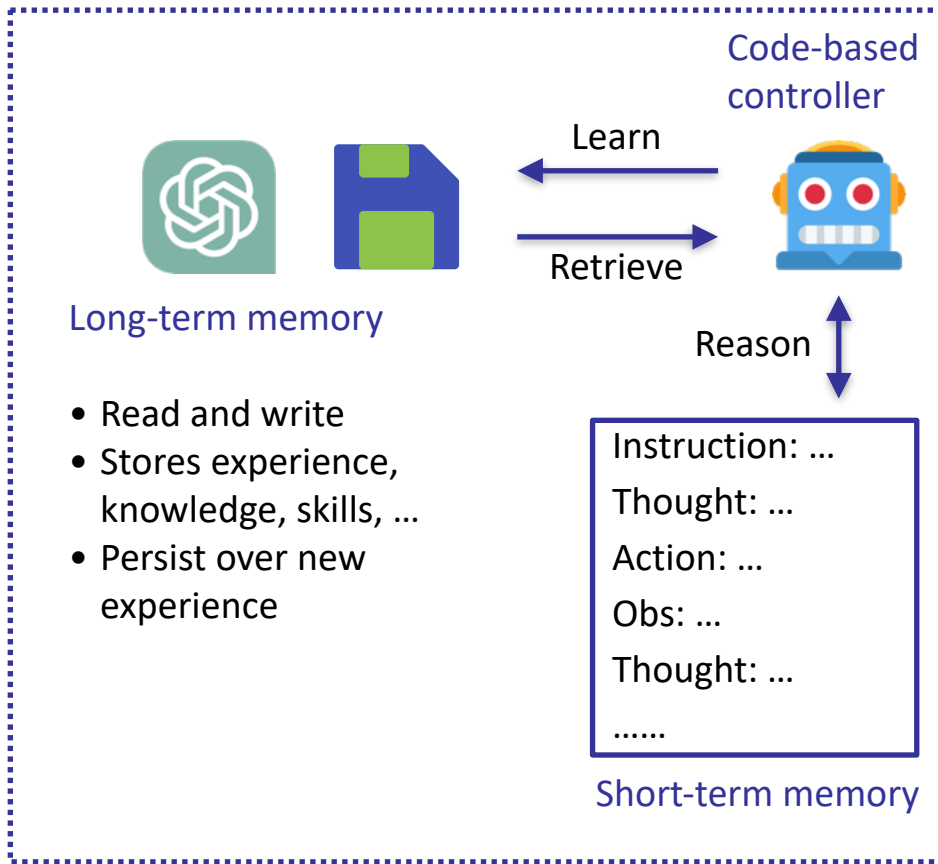 Code-based
controller
Learn
Retrieve
Long-term memory
Reason
• Read and write
• Stores experience,
knowledge, skills, …
• Persist over new
experience
Instruction: …
Thought: …
Action: …
Obs: …
Thought: …
……
Short-term memory